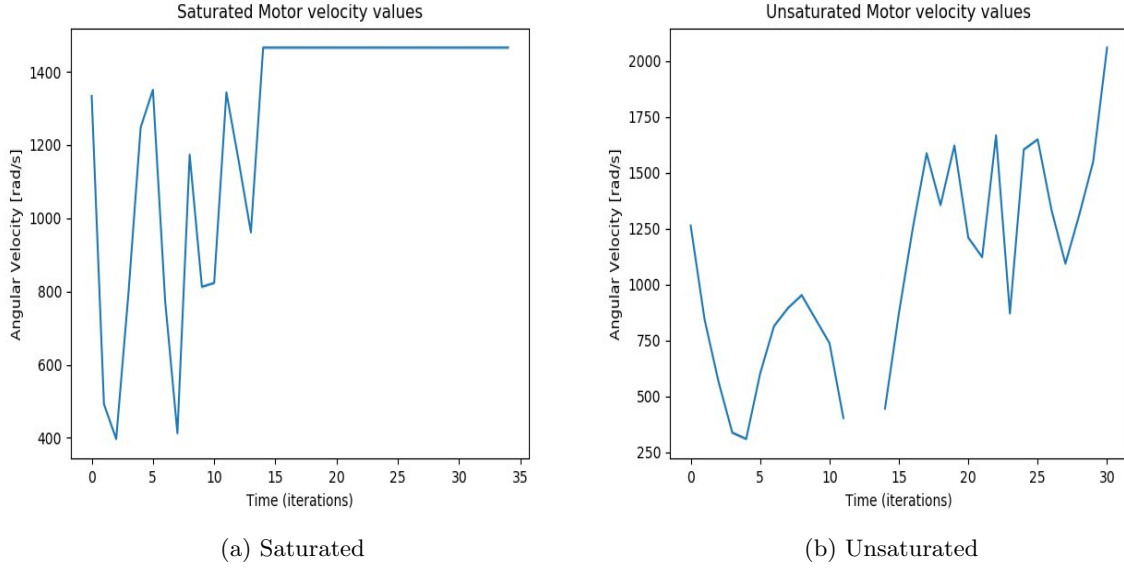 Saturated Motor velocity values
Angular Velocity [rad/s]
1400
1200
1000
800
600
400
0 5 10 15 20 25 30 35
Time (iterations)
(a) Saturated
Unsaturated Motor velocity values
Angular Velocity [rad/s]
2000
1750
1500
1250
1000
750
500
250
0 5 10 15 20 25 30
Time (iterations)
(b) Unsaturated